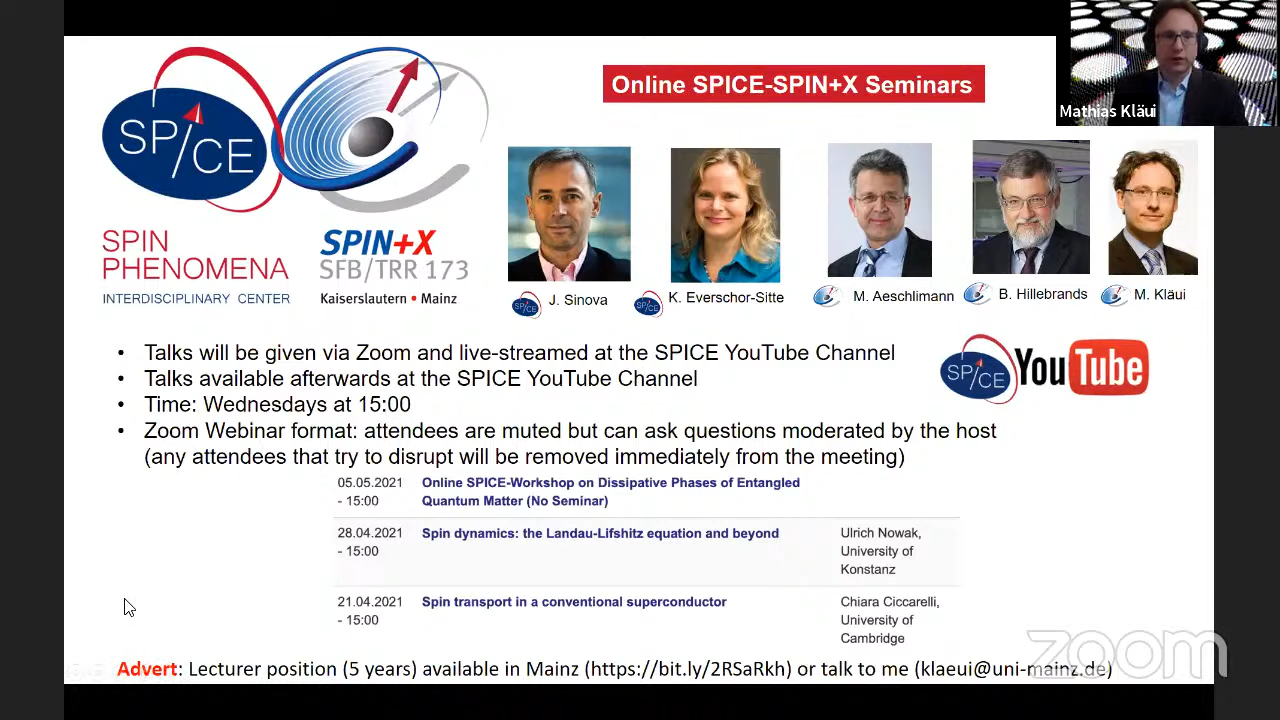 Online SPICE-SPIN+X Seminars
Mathias Kläui
SPICE
SPIN
PHENOMENA
INTERDISCIPLINARY CENTER
SPIN+X
SFB/TRR 173
Kaiserslautern • Mainz
SPICE
J. Sinova
SPICE
K. Everschor-Sitte
M. Aeschlimann
B. Hillebrands
M. Kläui
• Talks will be given via Zoom and live-streamed at the SPICE YouTube Channel
• Talks available afterwards at the SPICE YouTube Channel
• Time: Wednesdays at 15:00
• Zoom Webinar format: attendees are muted but can ask questions moderated by the host
(any attendees that try to disrupt will be removed immediately from the meeting)
SPICE
YouTube
05.05.2021
- 15:00
Online SPICE-Workshop on Dissipative Phases of Entangled
Quantum Matter (No Seminar)
28.04.2021
- 15:00
Spin dynamics: the Landau-Lifshitz equation and beyond
Ulrich Nowak,
University of
Konstanz
21.04.2021
- 15:00
Spin transport in a conventional superconductor
Chiara Ciccarelli,
University of
Cambridge
Advert: Lecturer position (5 years) available in Mainz (https://bit.ly/2RSaRkh) or talk to me (klaeui@uni-mainz.de)
zoom